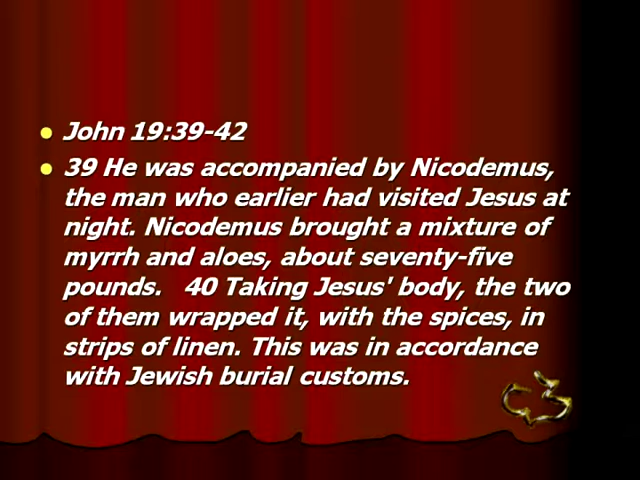 John 19:39-42
39 He was accompanied by Nicodemus,
the man who earlier had visited Jesus at
night. Nicodemus brought a mixture of
myrrh and aloes, about seventy-five
pounds.   40 Taking Jesus' body, the two
of them wrapped it, with the spices, in
strips of linen. This was in accordance
with Jewish burial customs.
C3